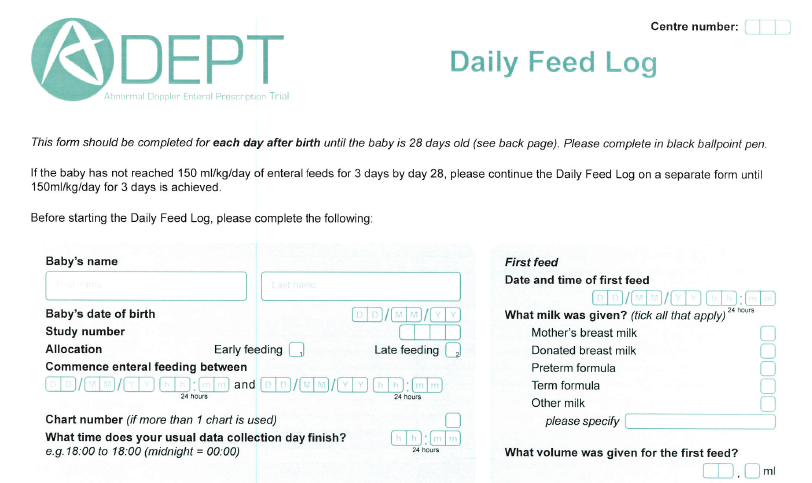 ADEPT
Abnormal Doppler Enteral Prescription Trial
Centre number:
Daily Feed Log
This form should be completed for each day after birth until the baby is 28 days old (see back page). Please complete in black ballpoint pen.
If the baby has not reached 150 ml/kg/day of enteral feeds for 3 days by day 28, please continue the Daily Feed Log on a separate form until
150ml/kg/day for 3 days is achieved.
Before starting the Daily Feed Log, please complete the following:
Baby's name
First name
Last name
Baby's date of birth D D / M M / Y Y
Study number
Allocation Early feeding 1 Late feeding 2
Commence enteral feeding between
D D / M M / Y Y h h : m m and D D / M M / Y Y h h : m m
24 hours 24 hours
Chart number (if more than 1 chart is used)
What time does your usual data collection day finish? h h : m m
e.g.18:00 to 18:00 (midnight = 00:00) 24 hours
First feed
Date and time of first feed
D D / M M / Y Y h h : m m
What milk was given? (tick all that apply) 24 hours
Mother's breast milk
Donated breast milk
Preterm formula
Term formula
Other milk
please specify
What volume was given for the first feed?
. ml